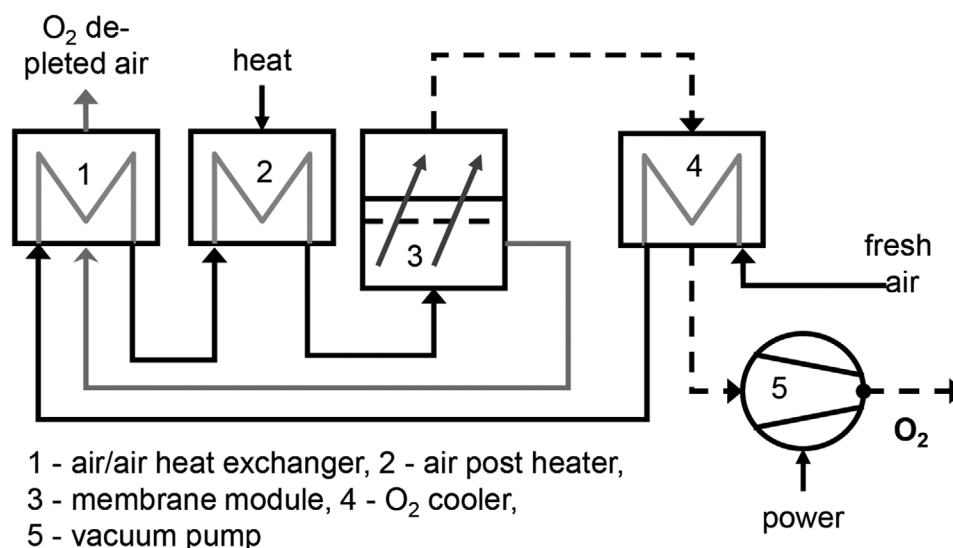 O₂ de-
pleted air
heat
1
2
3
4
fresh
air
5
O₂
power
1 - air/air heat exchanger, 2 - air post heater,
3 - membrane module, 4 - O₂ cooler,
5 - vacuum pump